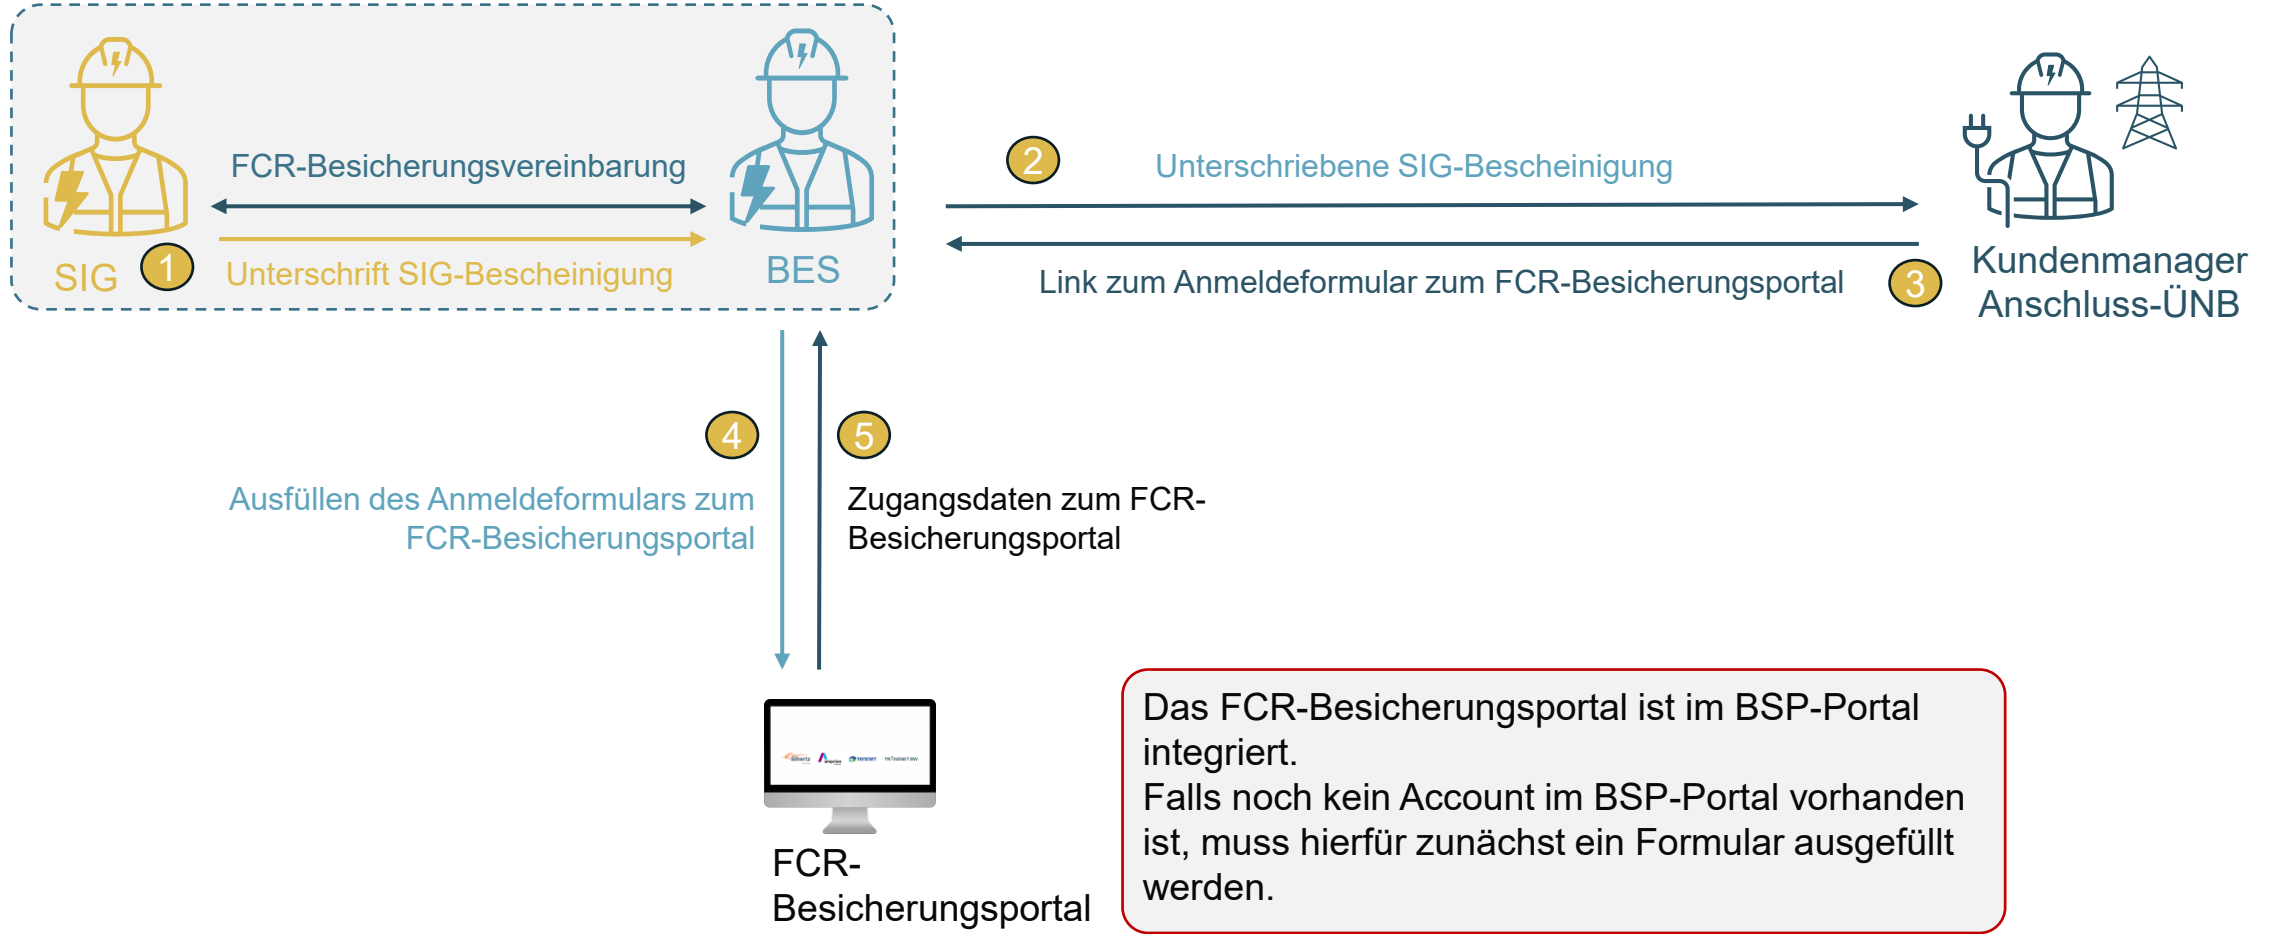 FCR-Besicherungsvereinbarung
SIG
1
Unterschrift SIG-Bescheinigung
BES
2
Unterschriebene SIG-Bescheinigung
Link zum Anmeldeformular zum FCR-Besicherungsportal
3
Kundenmanager
Anschluss-ÜNB
4
5
Ausfüllen des Anmeldeformulars zum
FCR-Besicherungsportal
Zugangsdaten zum FCR-
Besicherungsportal
FCR-
Besicherungsportal
Das FCR-Besicherungsportal ist im BSP-Portal
integriert.
Falls noch kein Account im BSP-Portal vorhanden
ist, muss hierfür zunächst ein Formular ausgefüllt
werden.